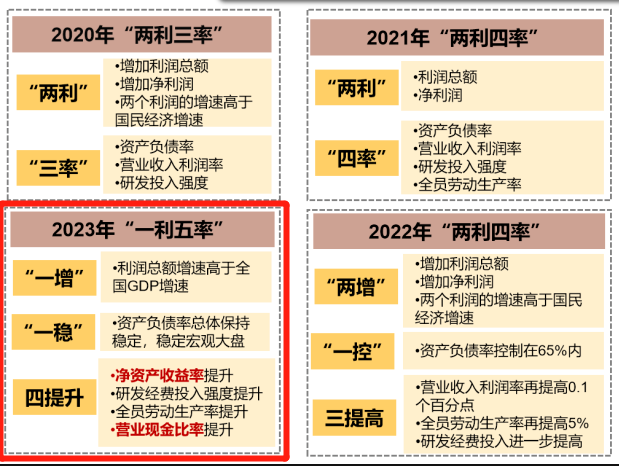 2020年“两利三率”
“两利”
•增加利润总额
•增加净利润
•两个利润的增速高于
国民经济增速
“三率”
•资产负债率
•营业收入利润率
•研发投入强度
2021年“两利四率”
“两利”
•利润总额
•净利润
“四率”
•资产负债率
•营业收入利润率
•研发投入强度
•全员劳动生产率
2023年“一利五率”
“一增”
•利润总额增速高于全
国GDP增速
“一稳”
•资产负债率总体保持
稳定，稳定宏观大盘
四提升
•净资产收益率提升
•研发经费投入强度提升
•全员劳动生产率提升
•营业现金比率提升
2022年“两利四率”
“两增”
•增加利润总额
•增加净利润
•两个利润的增速高于国民
经济增速
“一控”
•资产负债率控制在65%内
三提高
•营业收入利润率再提高0.1
个百分点
•全员劳动生产率再提高5%
•研发经费投入进一步提高